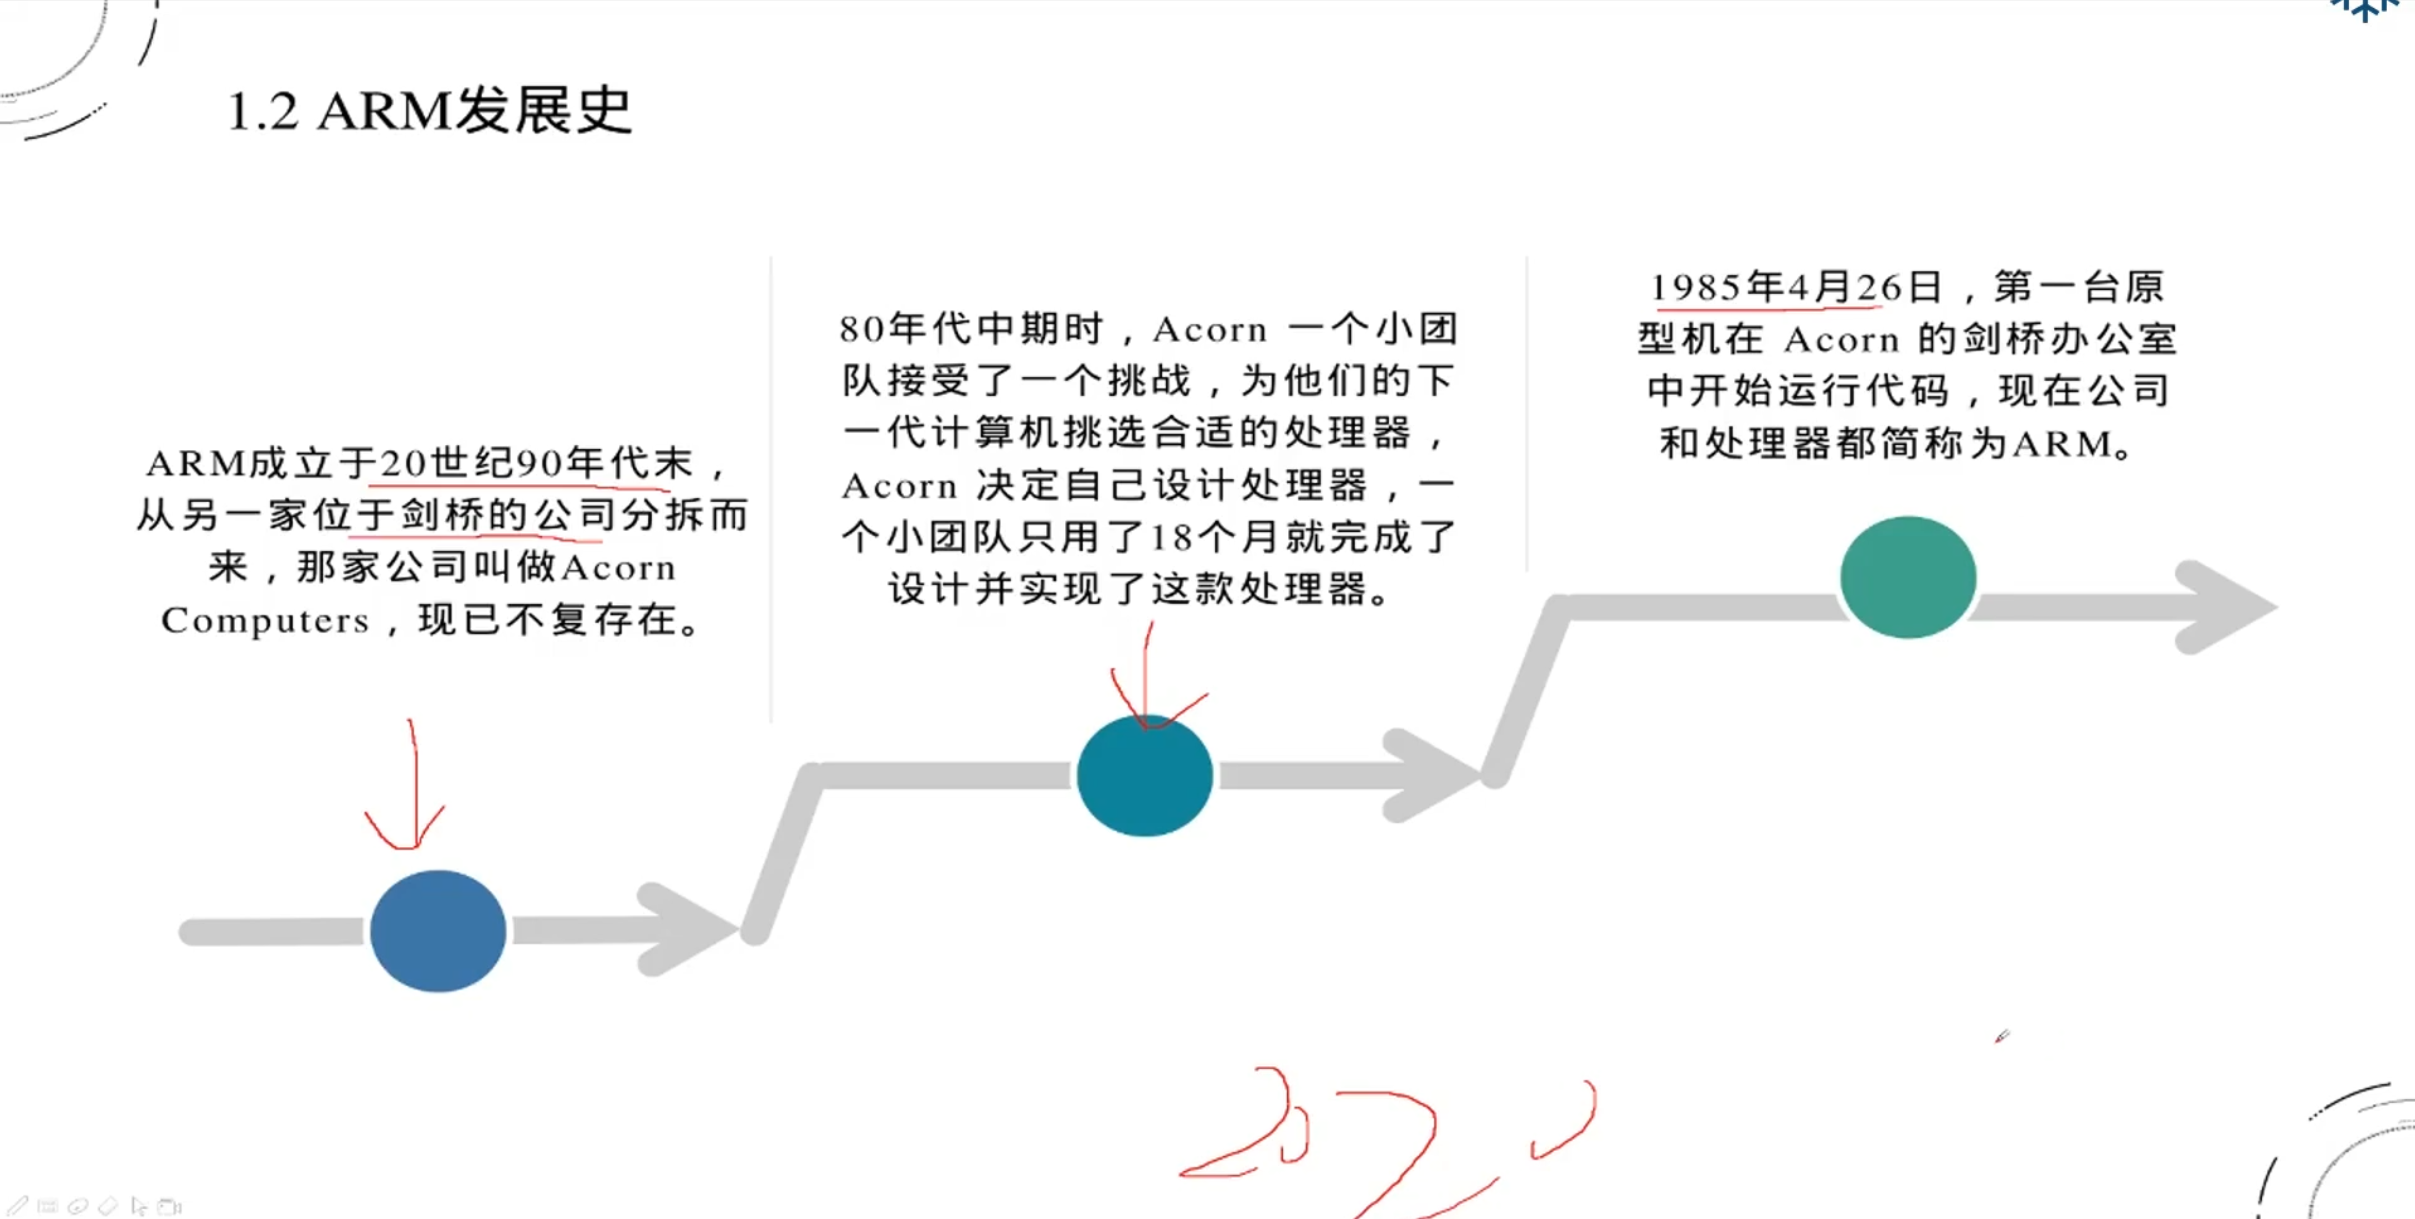 1.2 ARM发展史
ARM成立于20世纪90年代末，
从另一家位于剑桥的公司分拆而
来，那家公司叫做Acorn
Computers，现已不复存在。
80年代中期时，Acorn 一个小团
队接受了一个挑战，为他们的下
一代计算机挑选合适的处理器，
Acorn 决定自己设计处理器，一
个小团队只用了18个月就完成了
设计并实现了这款处理器。
1985年4月26日，第一台原
型机在 Acorn 的剑桥办公室
中开始运行代码，现在公司
和处理器都简称为ARM。